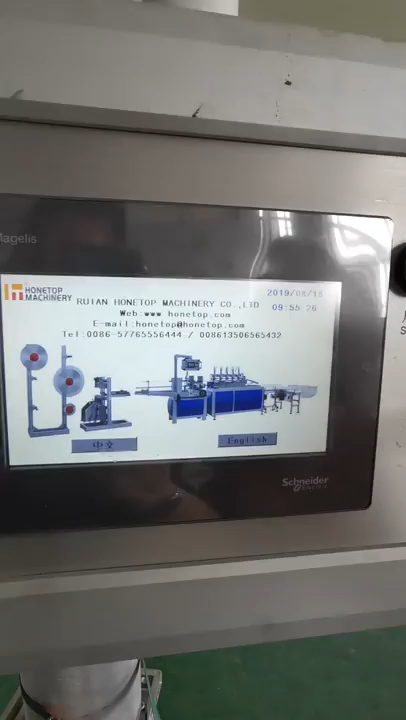 Magelis
HONETOP
MACHINERY
RUIAN HONETOP MACHINERY CO.,LTD
2019/08/18
Web:www honetop.com
09:55:26
E-mail:honetop@honetop.com
Tel:0086-57765556444 / 008613506565432
中文
English
Schneider
Electric